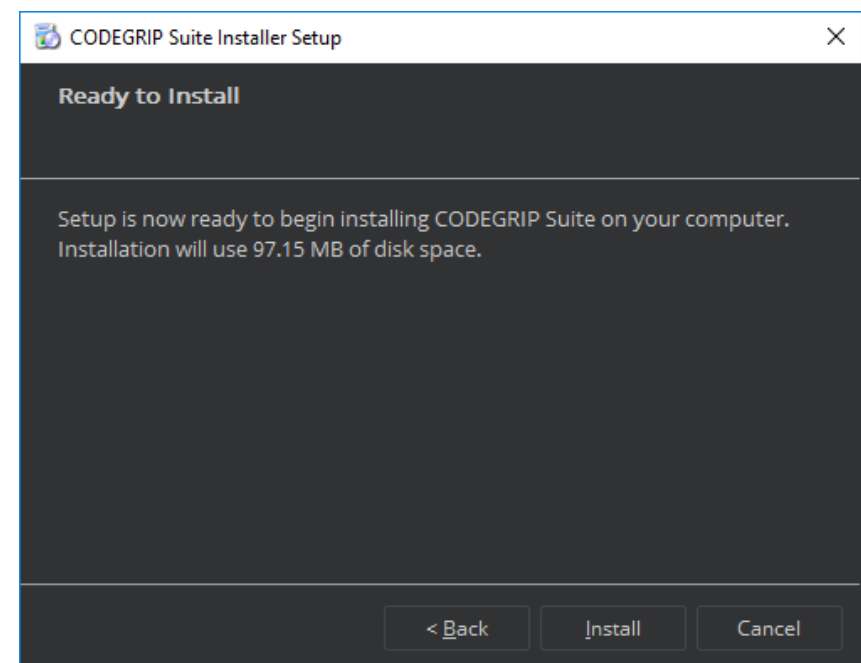 CODEGRIP Suite Installer Setup
Ready to Install
Setup is now ready to begin installing CODEGRIP Suite on your computer.
Installation will use 97.15 MB of disk space.
< Back Install Cancel